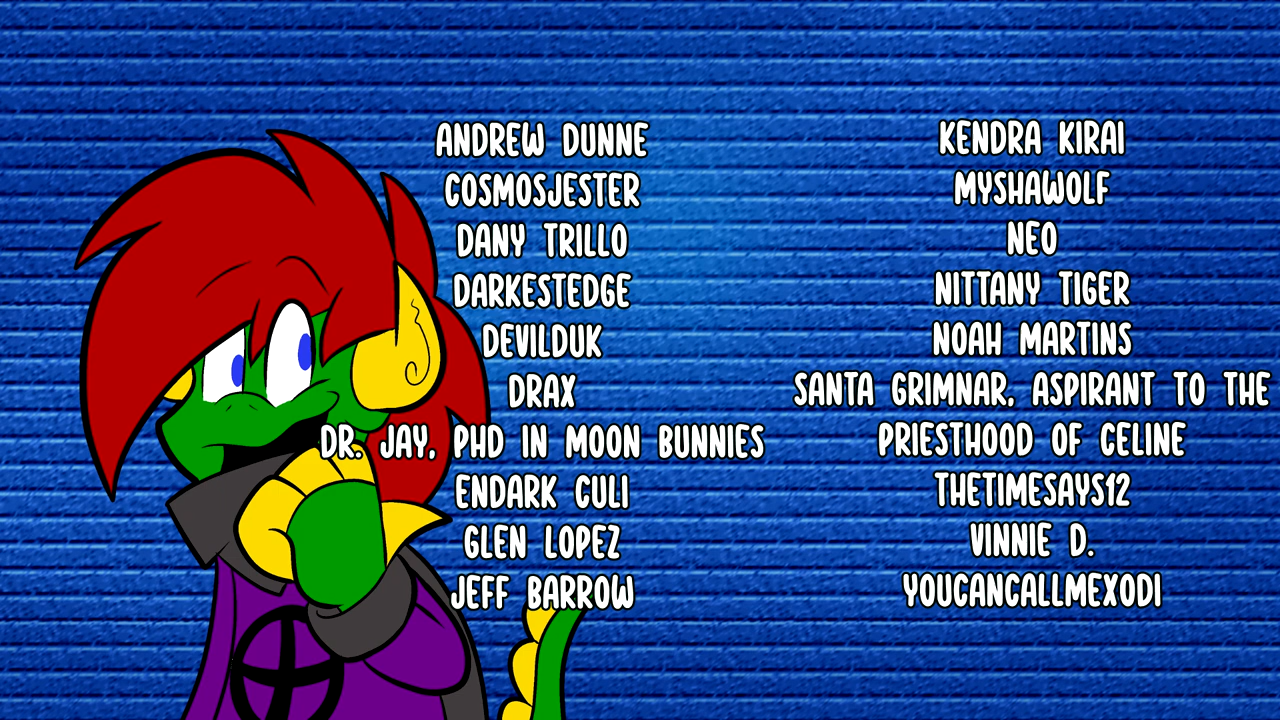 ANDREW DUNNE
COSMOSJESTER
DANY TRILLO
DARKESTEDGE
DEVILDUK
DRAX
DR. JAY, PHD IN MOON BUNNIES
ENDARK CULI
GLEN LOPEZ
JEFF BARROW
KENDRA KIRAI
MYSHAWOLF
NEO
NITTANY TIGER
NOAH MARTINS
SANTA GRIMNAR, ASPIRANT TO THE
PRIESTHOOD OF CELINE
THETIMESAYS12
VINNIE D.
YOUCANCALLMEXODI